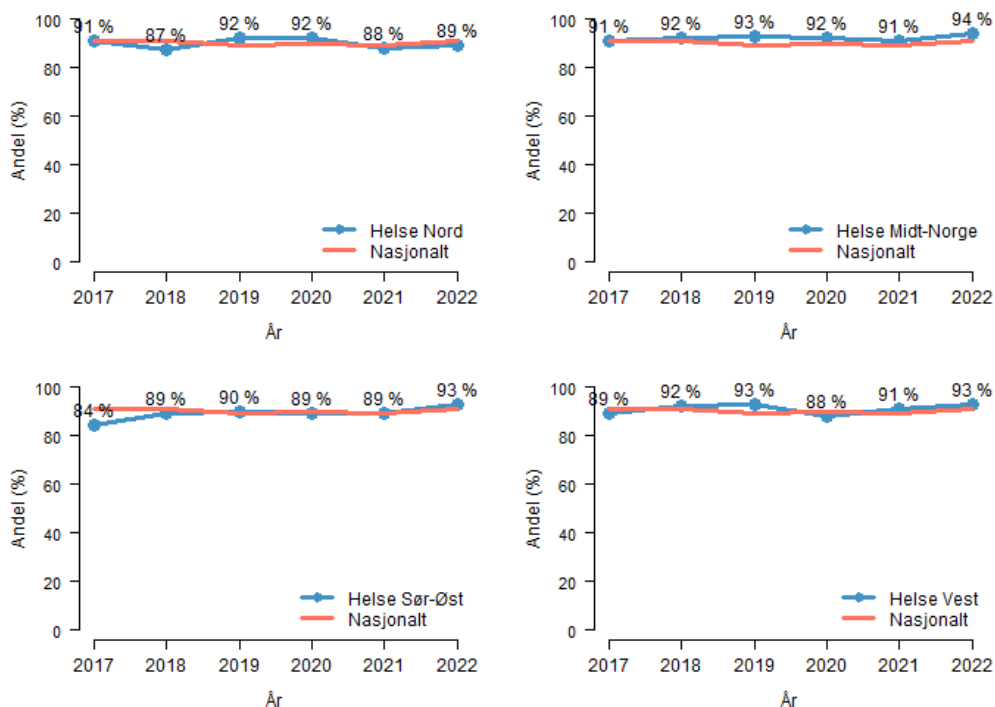 91 % 87 % 92 % 92 % 88 % 89 %
100
80
60
40
20
0
Andel (%)
Helse Nord
Nasjonalt
2017 2018 2019 2020 2021 2022
År
91 % 92 % 93 % 92 % 91 % 94 %
100
80
60
40
20
0
Andel (%)
Helse Midt-Norge
Nasjonalt
2017 2018 2019 2020 2021 2022
År
84 % 89 % 90 % 89 % 89 % 93 %
100
80
60
40
20
0
Andel (%)
Helse Sør-Øst
Nasjonalt
2017 2018 2019 2020 2021 2022
År
89 % 92 % 93 % 88 % 91 % 93 %
100
80
60
40
20
0
Andel (%)
Helse Vest
Nasjonalt
2017 2018 2019 2020 2021 2022
År